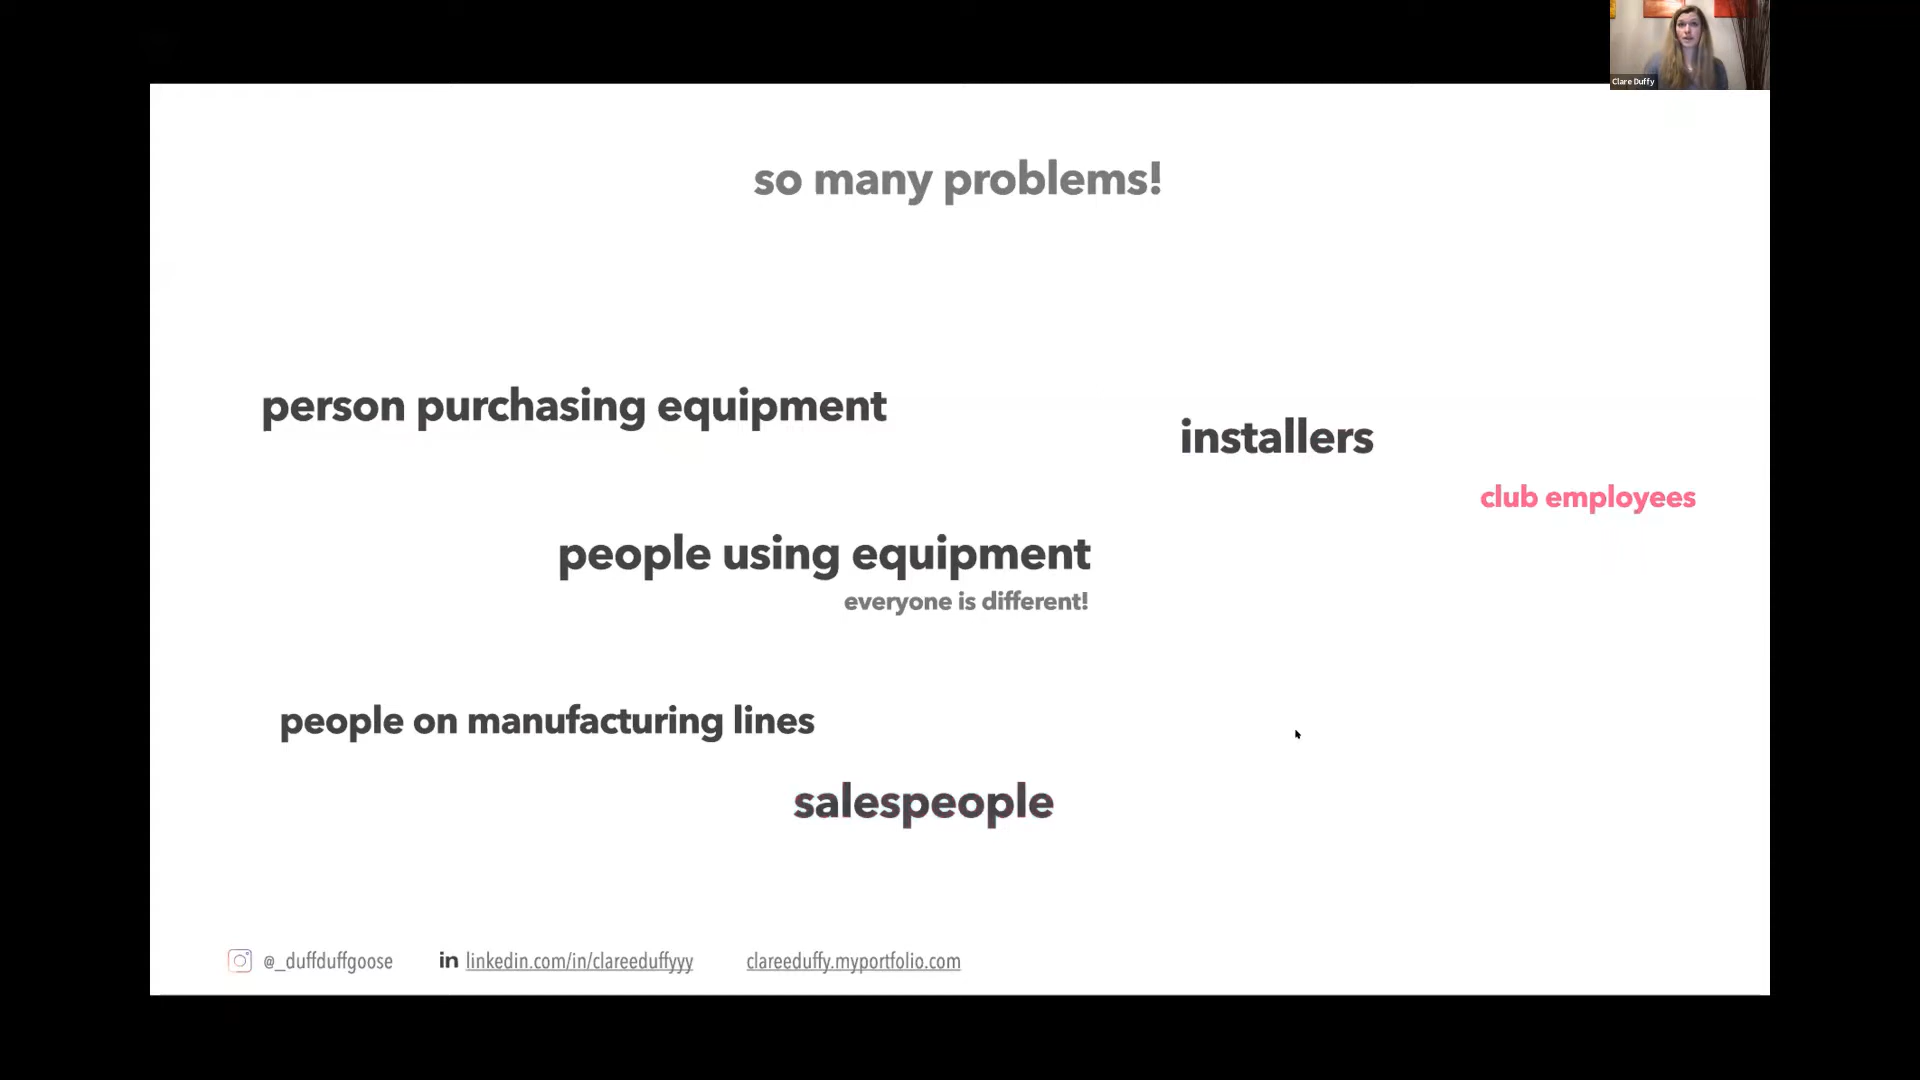 Clare Duffy
so many problems!
person purchasing equipment
installers
club employees
people using equipment
everyone is different!
people on manufacturing lines
salespeople
@_duffduffgoose
in linkedin.com/in/clareeduffyyy
clareeduffy.myportfolio.com